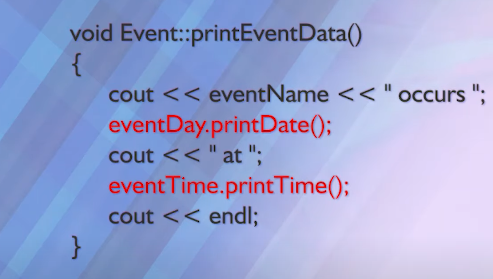 void Event::printEventData()
{
cout << eventName << " occurs ";
eventDay.printDate();
cout << " at ";
eventTime.printTime();
cout << endl;
}